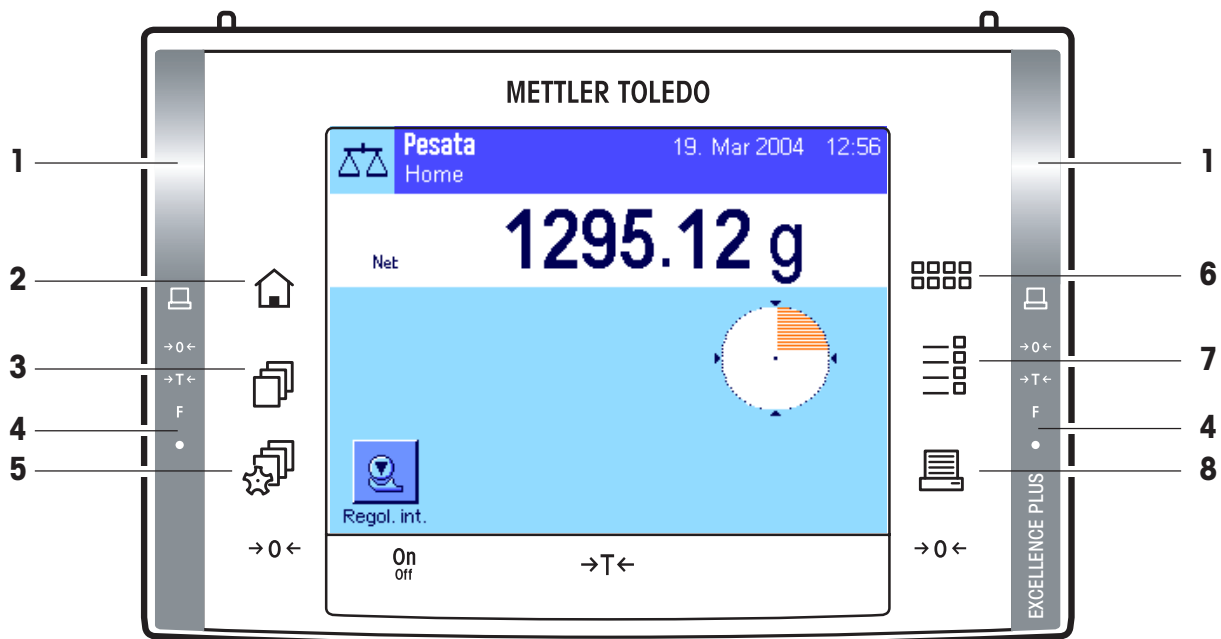 METTLER TOLEDO
Pesata 19. Mar 2004 12:56
Home
1 1
Net 1295.12 g
2 6
→0← →0←
3 7
→T← →T←
F F
4 4
5 8
Regol. int.
→0← On →T← →0←
Off
EXCELLENCE PLUS